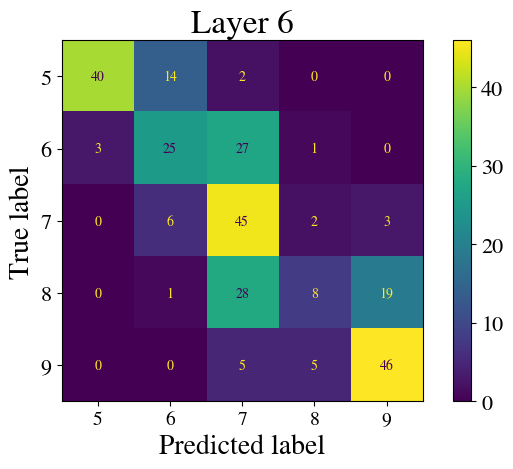 Layer 6
5 40 14 2 0 0
6 3 25 27 1 0
7 0 6 45 2 3
8 0 1 28 8 19
9 0 0 5 5 46
5 6 7 8 9
Predicted label
True label
40
30
20
10
0